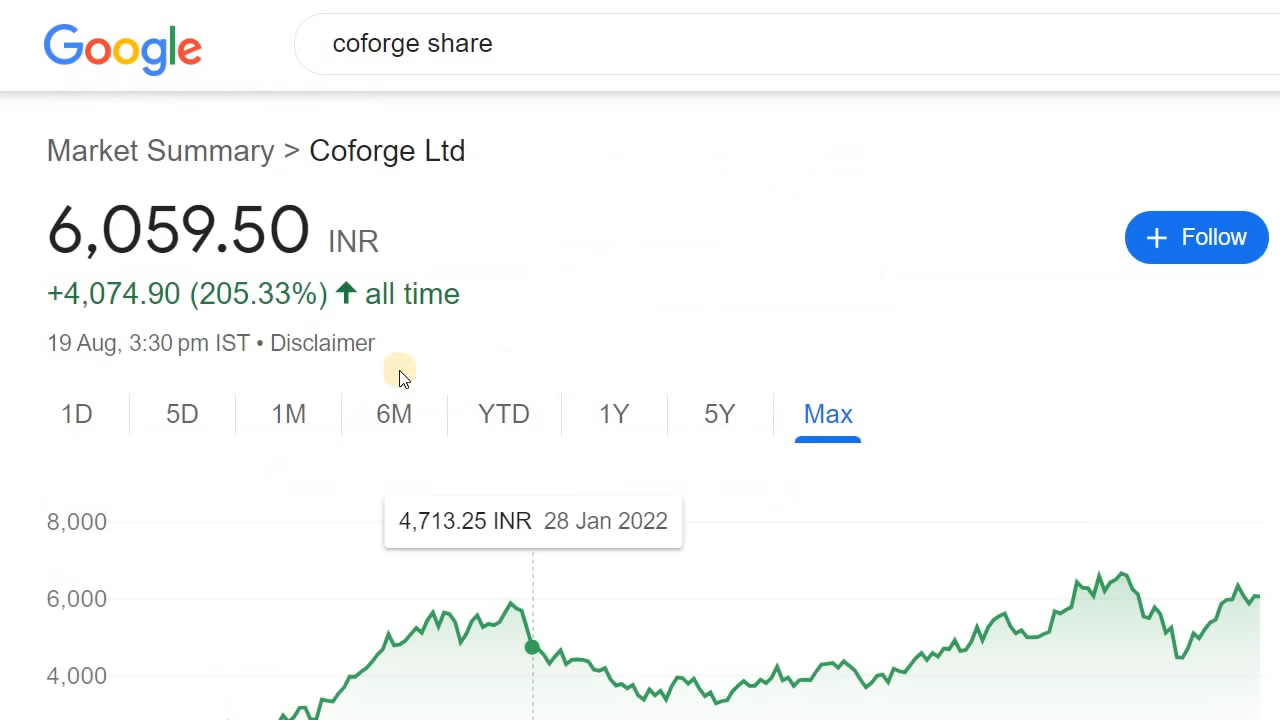 Google
coforge share
Market Summary > Coforge Ltd
6,059.50 INR
+ Follow
+4,074.90 (205.33%) ↑ all time
19 Aug, 3:30 pm IST • Disclaimer
1D 5D 1M 6M YTD 1Y 5Y Max
4,713.25 INR 28 Jan 2022
8,000
6,000
4,000